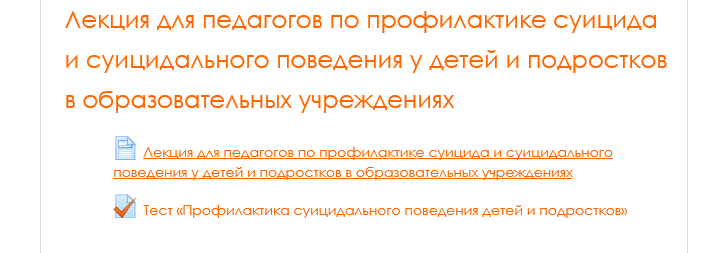 Лекция для педагогов по профилактике суицида
и суицидального поведения у детей и подростков
в образовательных учреждениях
Лекция для педагогов по профилактике суицида и суицидального
поведения у детей и подростков в образовательных учреждениях
Тест «Профилактика суицидального поведения детей и подростков»